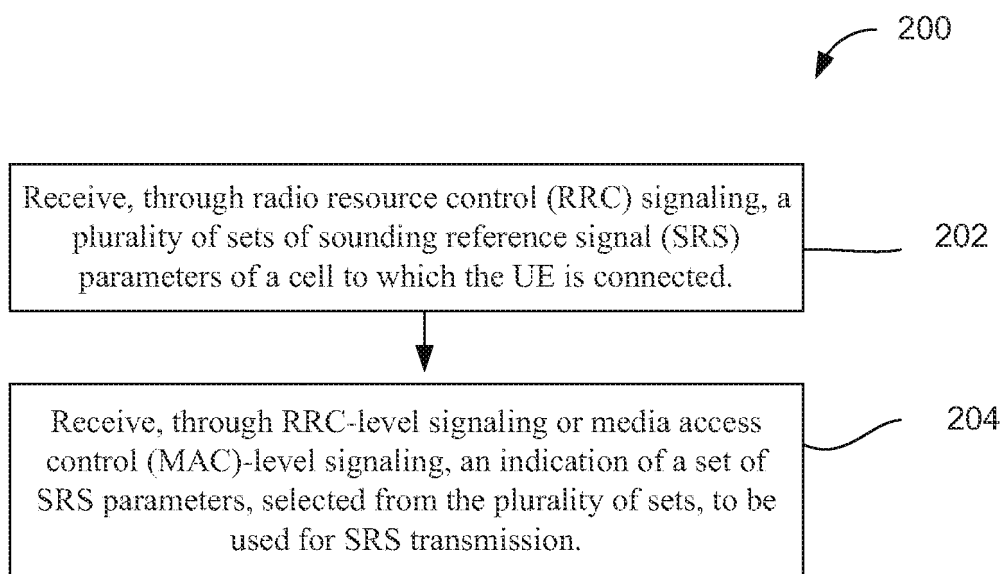 200
Receive, through radio resource control (RRC) signaling, a
plurality of sets of sounding reference signal (SRS)
parameters of a cell to which the UE is connected.
202
Receive, through RRC-level signaling or media access
control (MAC)-level signaling, an indication of a set of
SRS parameters, selected from the plurality of sets, to be
used for SRS transmission.
204